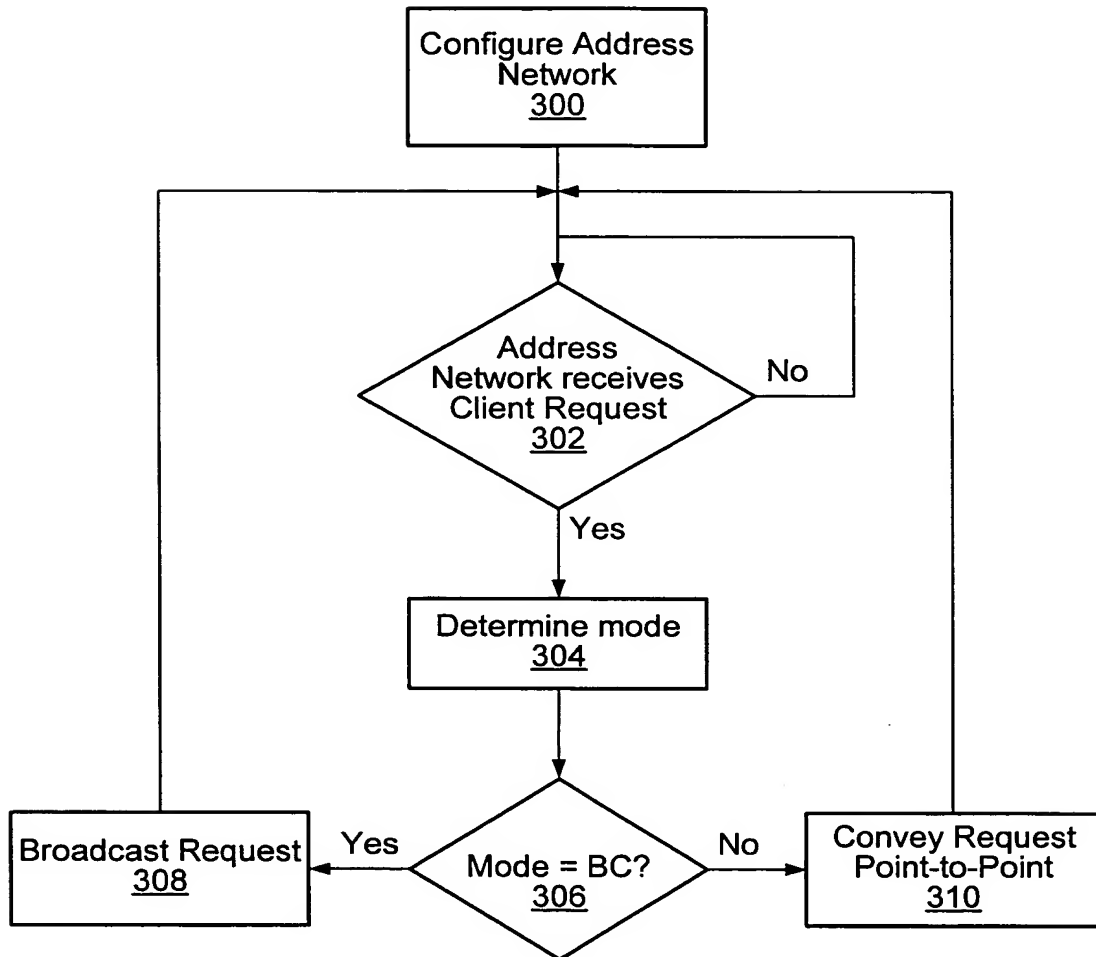 Configure Address
Network
300
Address
Network receives
Client Request
302
No
Yes
Determine mode
304
Broadcast Request
308
Yes
Mode = BC?
306
No
Convey Request
Point-to-Point
310